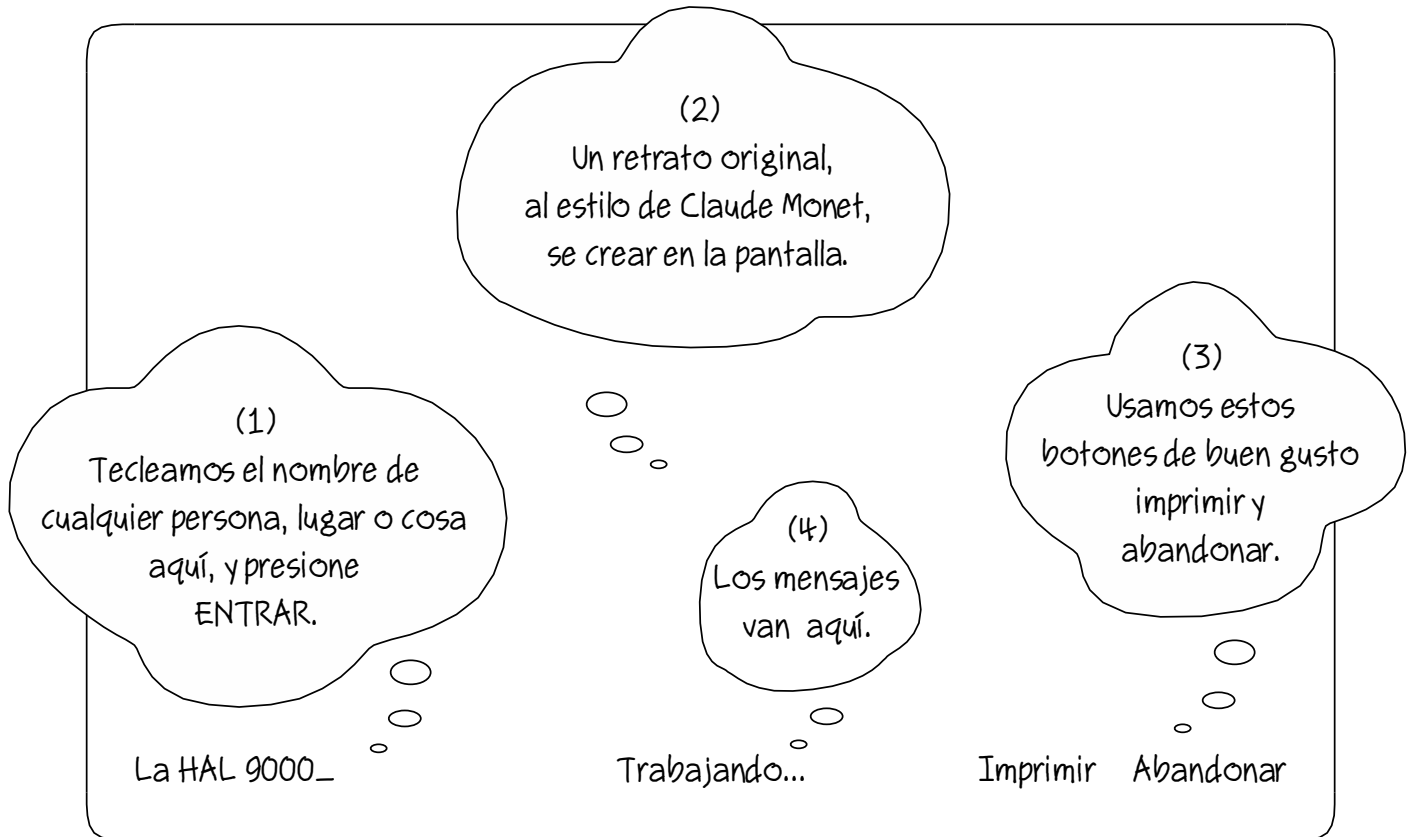 (2)
Un retrato original,
al estilo de Claude Monet,
se crear en la pantalla.
(1)
Tecleamos el nombre de
cualquier persona, lugar o cosa
aquí, y presione
ENTRAR.
(3)
Usamos estos
botones de buen gusto
imprimir y
abandonar.
(4)
Los mensajes
van aquí.
La HAL 9000_
Trabajando...
Imprimir Abandonar